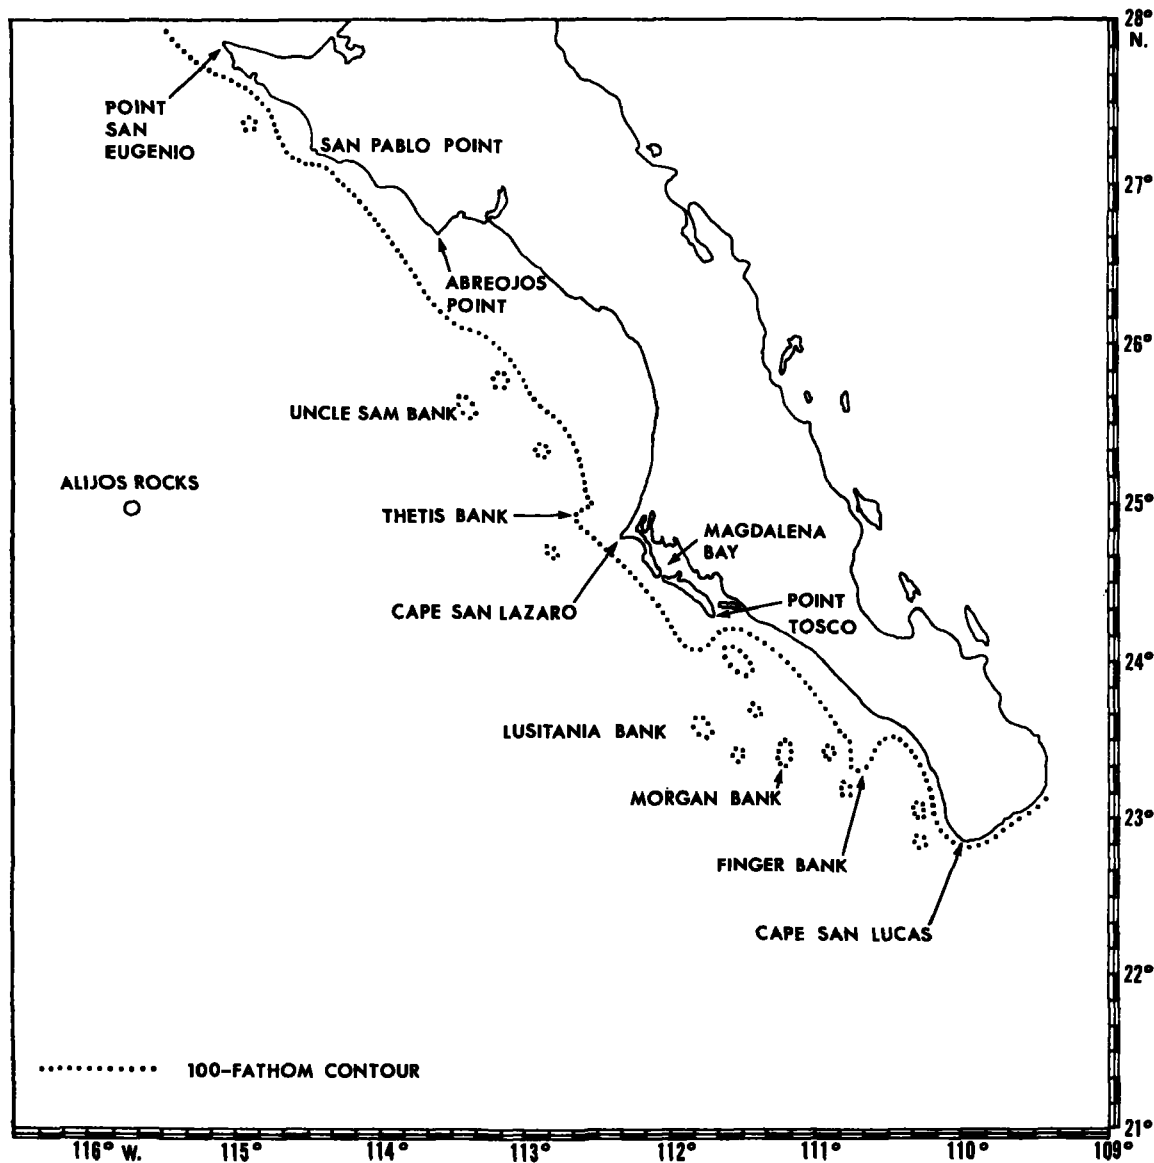 28°
N.
POINT
SAN
EUGENIO
SAN PABLO POINT
27°
ABREOJOS
POINT
26°
UNCLE SAM BANK
ALIJOS ROCKS
25°
THETIS BANK
MAGDALENA
BAY
CAPE SAN LAZARO
POINT
TOSCO
24°
LUSITANIA BANK
MORGAN BANK
23°
FINGER BANK
CAPE SAN LUCAS
22°
100-FATHOM CONTOUR
21°
116° W. 115° 114° 113° 112° 111° 110° 109°